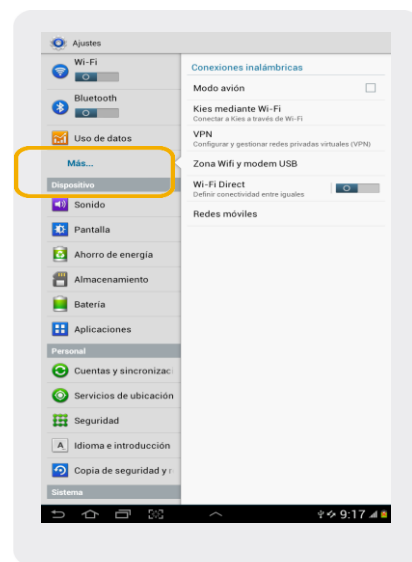 Ajustes
Wi-Fi
Bluetooth
Uso de datos
Más...
Dispositivo
Sonido
Pantalla
Ahorro de energía
Almacenamiento
Batería
Aplicaciones
Personal
Cuentas y sincronizaci
Servicios de ubicación
Seguridad
A Idioma e introducción
Copia de seguridad y r
Sistema
Conexiones inalámbricas
Modo avión
Kies mediante Wi-Fi
Conectar a Kies a través de Wi-Fi
VPN
Configurar y gestionar redes privadas virtuales (VPN)
Zona Wifi y modem USB
Wi-Fi Direct
Definir conectividad entre iguales
Redes móviles
9:17